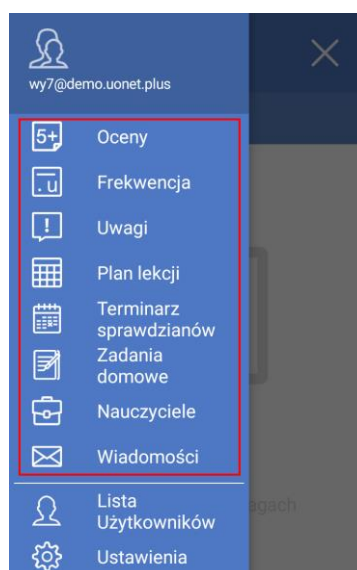 wy7@demo.uonet.plus
5+ Oceny
.u Frekwencja
! Uwagi
Plan lekcji
Terminarz
sprawdzianów
Zadania
domowe
Nauczyciele
Wiadomości
Lista
Użytkowników
agach
Ustawienia